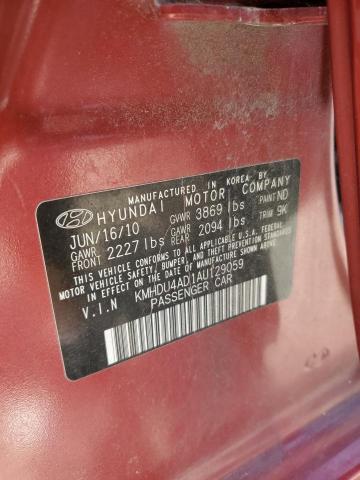 MANUFACTURED IN KOREA BY
HYUNDAI MOTOR COMPANY
JUN/16/10 GVWR 3869 lbs PAINT ND
GAWR FRONT 2227 lbs GAWR REAR 2094 lbs TRIM 9K
THIS VEHICLE CONFORMS TO ALL APPLICABLE
FEDERAL MOTOR VEHICLE SAFETY, BUMPER, AND
THEFT PREVENTION STANDARDS IN EFFECT ON
THE DATE OF MANUFACTURE SHOWN ABOVE.
V.I.N KMHDU4AD1AU129059
PASSENGER CAR